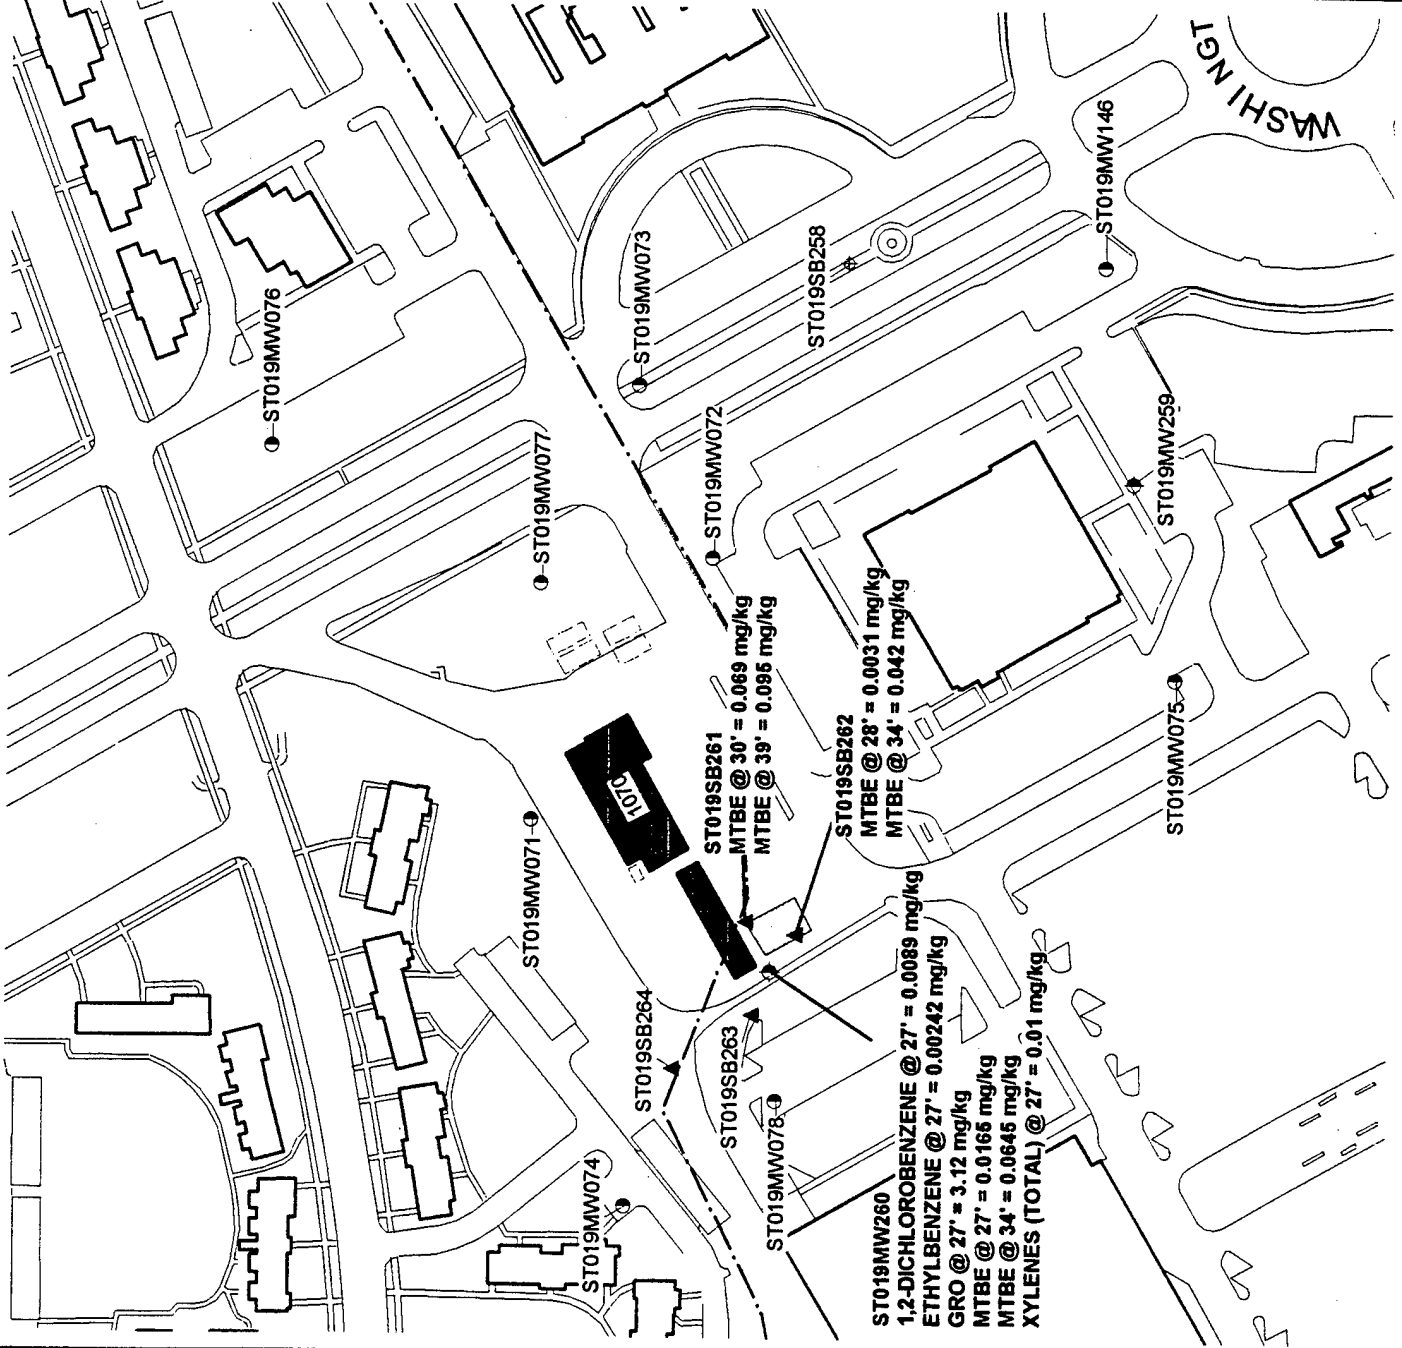 WASHINGT
ST019MW146
ST019MW076
ST019MW073
ST019SB258
ST019MW077
ST019MW072
ST019MW259
1070
ST019SB261
MTBE @ 30' = 0.069 mg/kg
MTBE @ 39' = 0.095 mg/kg
ST019SB262
MTBE @ 28' = 0.0031 mg/kg
MTBE @ 34' = 0.042 mg/kg
ST019MW075
ST019MW071
ST019SB264
ST019SB263
ST019MW078
ST019MW074
ST019MW260
1,2-DICHLOROBENZENE @ 27' = 0.0089 mg/kg
ETHYLBENZENE @ 27' = 0.00242 mg/kg
GRO @ 27' = 3.12 mg/kg
MTBE @ 27' = 0.0165 mg/kg
MTBE @ 34' = 0.0645 mg/kg
XYLENES (TOTAL) @ 27' = 0.01 mg/kg